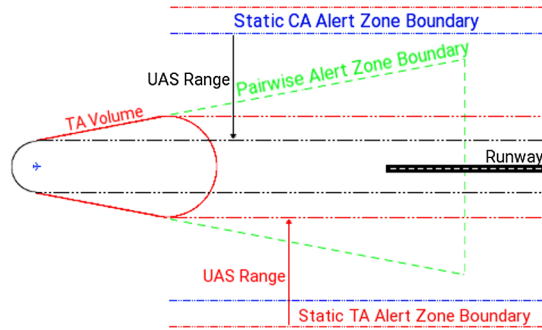 Static CA Alert Zone Boundary
UAS Range
Pairwise Alert Zone Boundary
TA Volume
Runway
UAS Range
Static TA Alert Zone Boundary